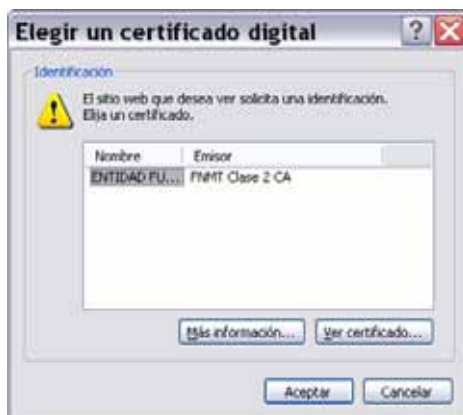 Elegir un certificado digital
Identificación
El sitio web que desea ver solicita una identificación.
Elija un certificado.
Nombre Emisor
ENTIDAD FU... FNMT Clase 2 CA
Más información... Ver certificado...
Aceptar Cancelar